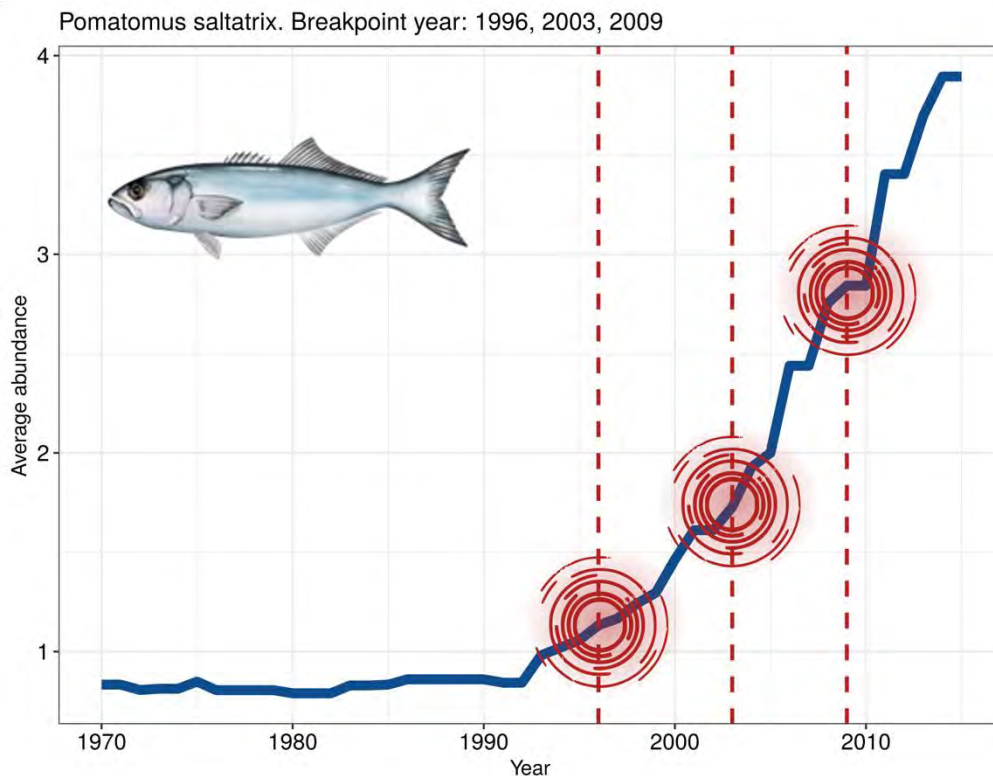 Pomatomus saltatrix. Breakpoint year: 1996, 2003, 2009
4
3
2
1
Average abundance
1970 1980 1990 2000 2010
Year